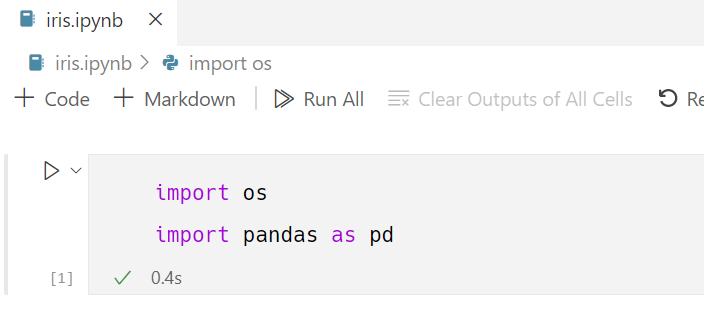 iris.ipynb
iris.ipynb > import os
+ Code + Markdown Run All Clear Outputs of All Cells
import os
import pandas as pd
[1] 0.4s